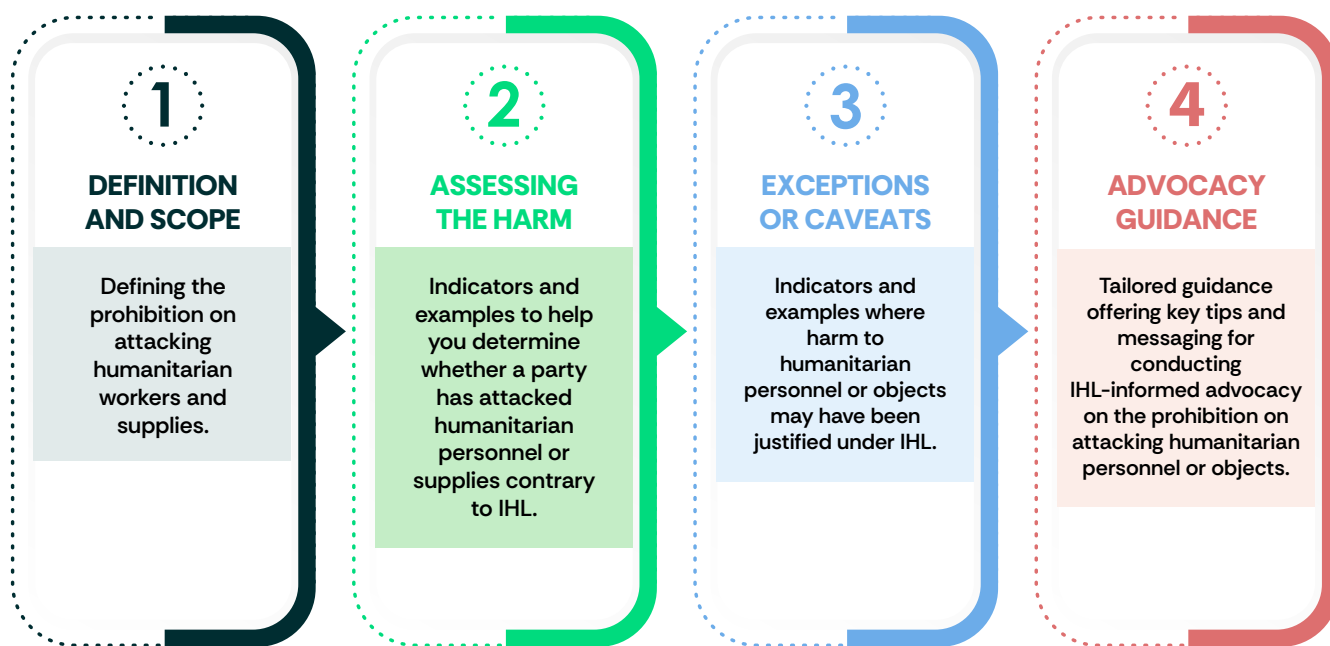 1
DEFINITION
AND SCOPE
Defining the
prohibition on
attacking
humanitarian
workers and
supplies.
2
ASSESSING
THE HARM
Indicators and
examples to help
you determine
whether a party
has attacked
humanitarian
personnel or
supplies contrary
to IHL.
3
EXCEPTIONS
OR CAVEATS
Indicators and
examples where
harm to
humanitarian
personnel or objects
may have been
justified under IHL.
4
ADVOCACY
GUIDANCE
Tailored guidance
offering key tips and
messaging for
conducting
IHL-informed advocacy
on the prohibition on
attacking humanitarian
personnel or objects.